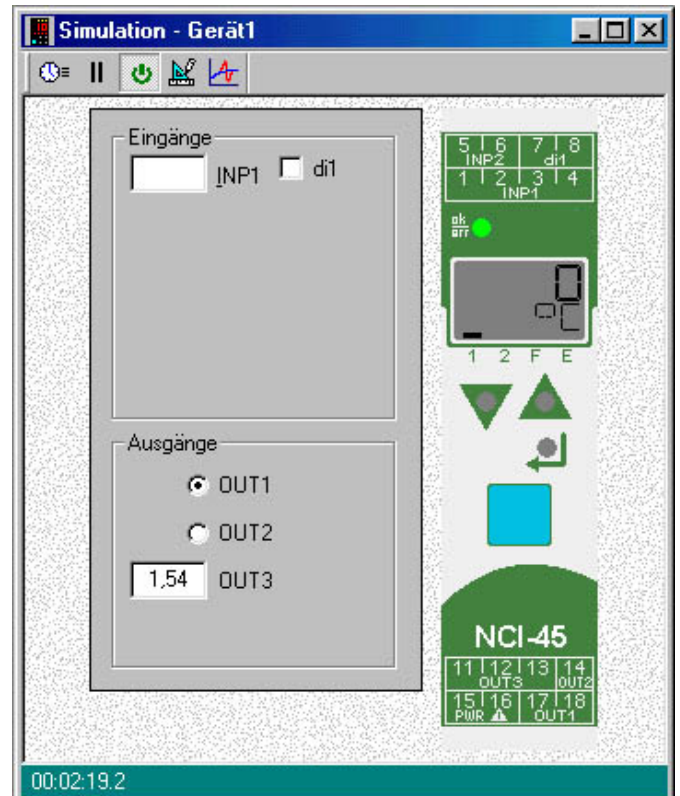 Simulation - Gerät1
Eingänge
INP1 di1
Ausgänge
OUT1
OUT2
1,54 OUT3
5 6 7 8
INP2 di1
1 2 3 4
INP1
ok
err
0
°C
1 2 F E
NCI-45
11 12 13 14
OUT3 OUT2
15 16 17 18
PWR OUT1
00:02:19.2